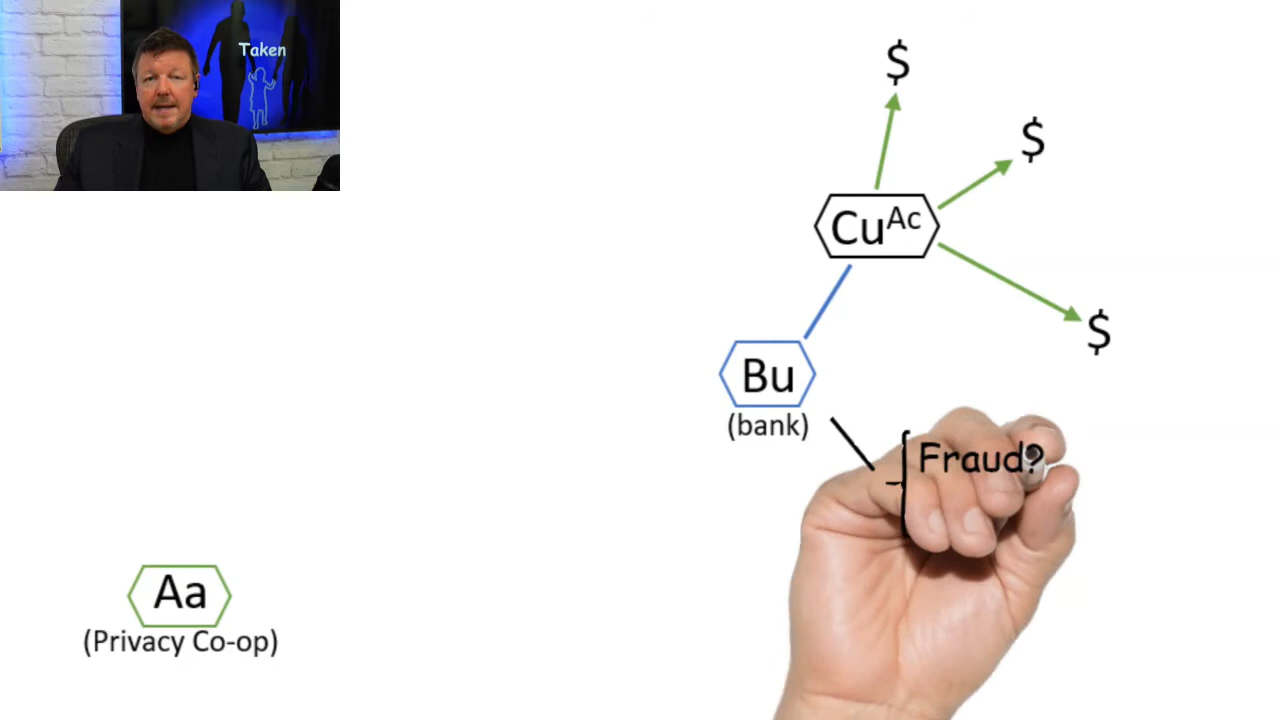 Taken
$
$
Cu^Ac
$
Bu
(bank)
Fraud?
Aa
(Privacy Co-op)